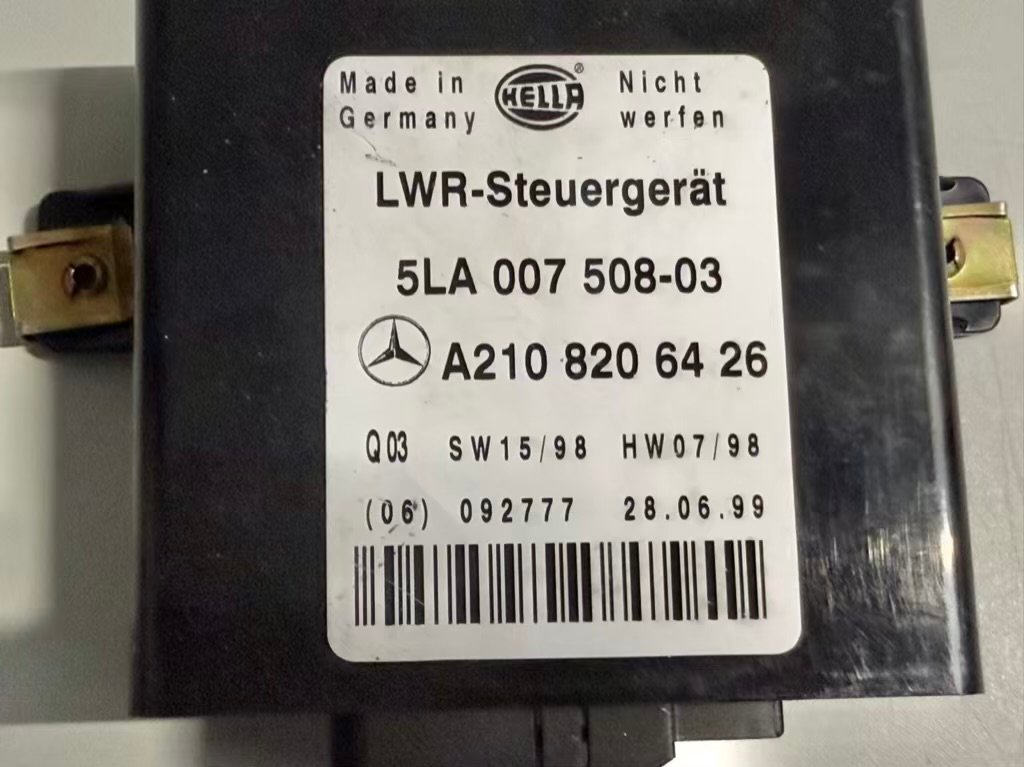 Made in
Germany
HELLA
®
Nicht
werfen
LWR-Steuergerät
5LA 007 508-03
A210 820 64 26
Q03 SW15/98 HW07/98
(06) 092777 28.06.99